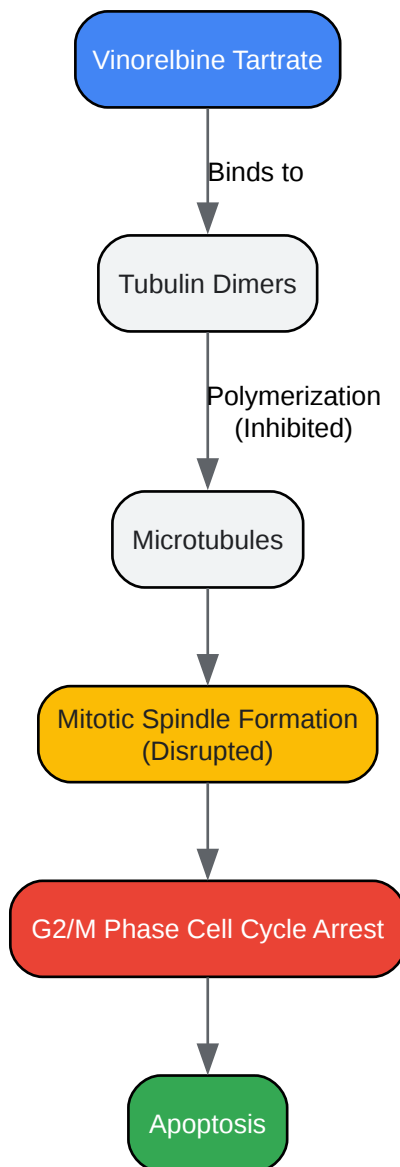 Vinorelbine Tartrate
Binds to
Tubulin Dimers
Polymerization
(Inhibited)
Microtubules
Mitotic Spindle Formation
(Disrupted)
G2/M Phase Cell Cycle Arrest
Apoptosis